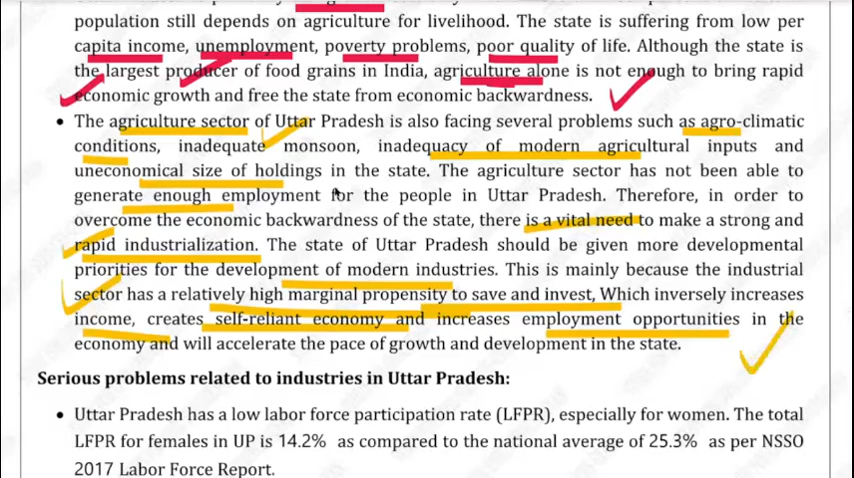 population still depends on agriculture for livelihood. The state is suffering from low per
capita income, unemployment, poverty problems, poor quality of life. Although the state is
the largest producer of food grains in India, agriculture alone is not enough to bring rapid
economic growth and free the state from economic backwardness.
• The agriculture sector of Uttar Pradesh is also facing several problems such as agro-climatic
conditions, inadequate monsoon, inadequacy of modern agricultural inputs and
uneconomical size of holdings in the state. The agriculture sector has not been able to
generate enough employment for the people in Uttar Pradesh. Therefore, in order to
overcome the economic backwardness of the state, there is a vital need to make a strong and
rapid industrialization. The state of Uttar Pradesh should be given more developmental
priorities for the development of modern industries. This is mainly because the industrial
sector has a relatively high marginal propensity to save and invest, Which inversely increases
income, creates self-reliant economy and increases employment opportunities in the
economy and will accelerate the pace of growth and development in the state.
Serious problems related to industries in Uttar Pradesh:
• Uttar Pradesh has a low labor force participation rate (LFPR), especially for women. The total
LFPR for females in UP is 14.2% as compared to the national average of 25.3% as per NSSO
2017 Labor Force Report.